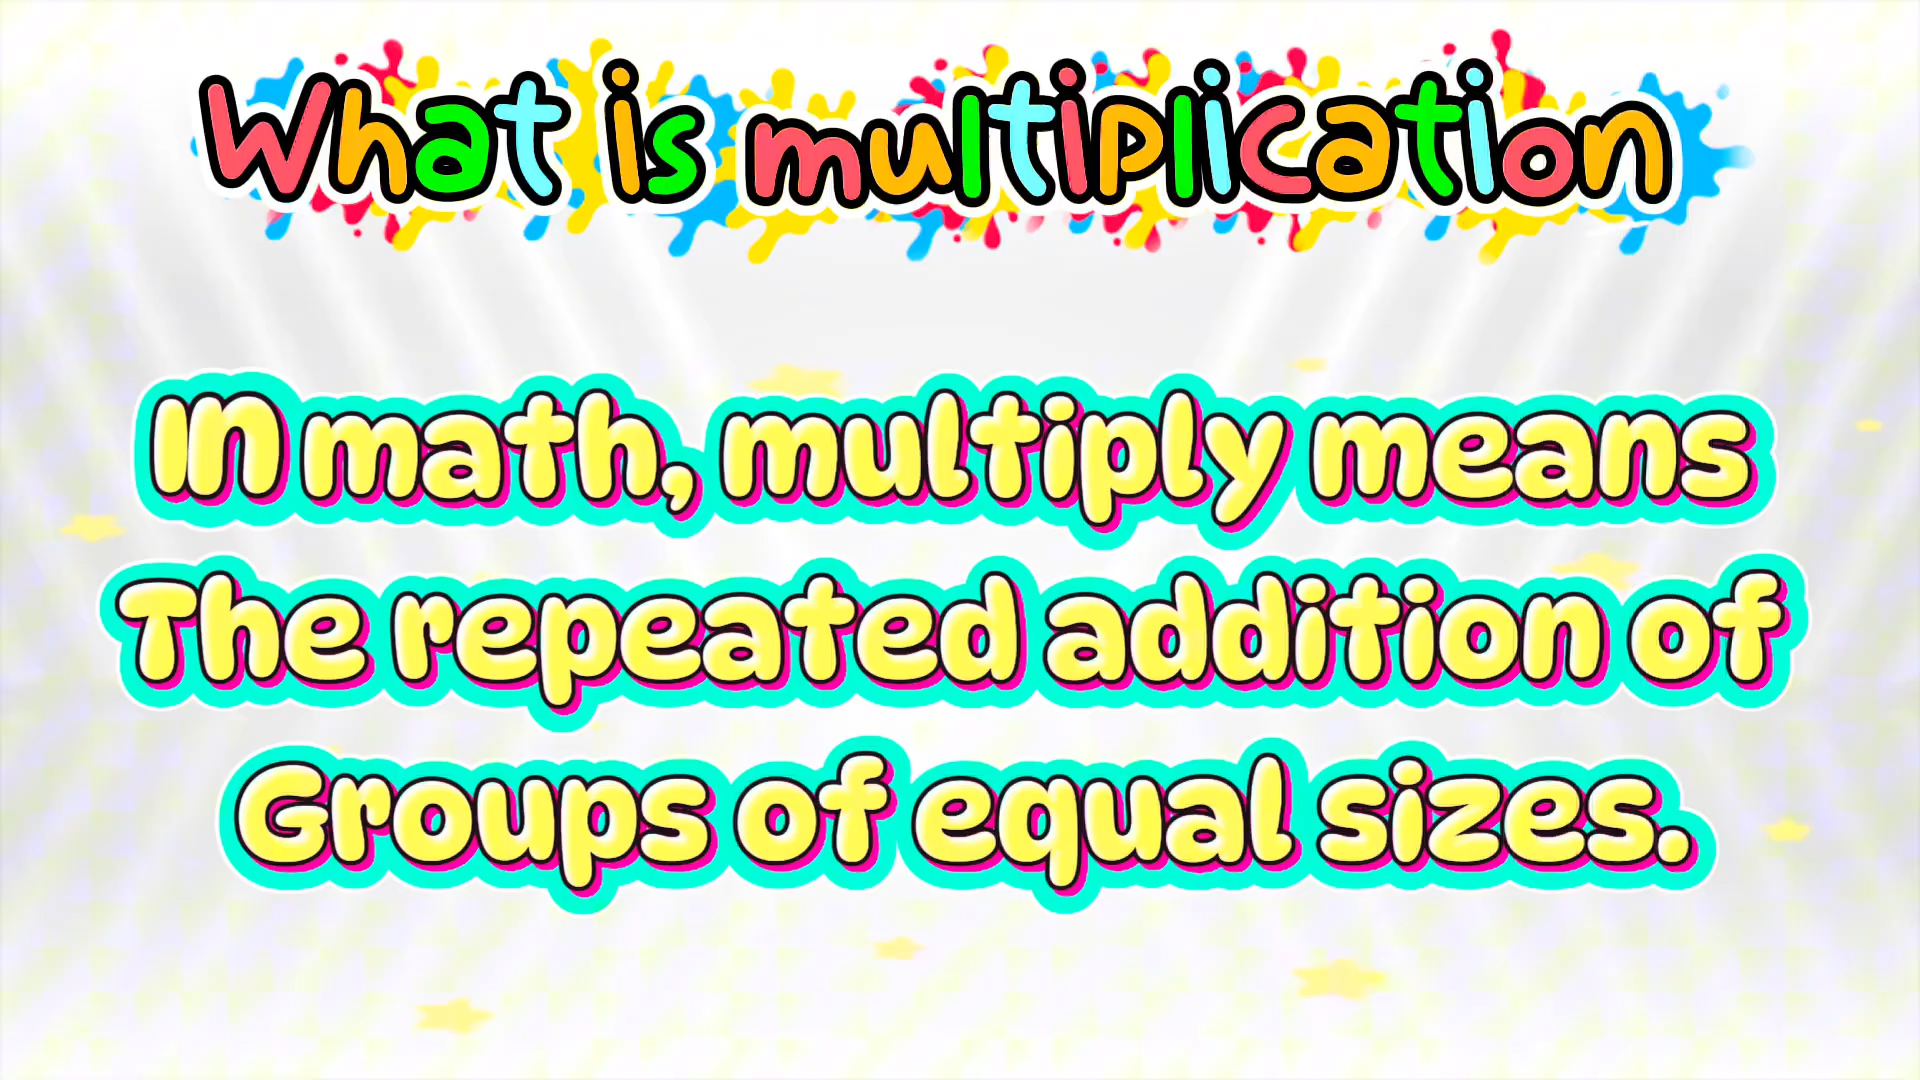 What is multiplication
In math, multiply means
The repeated addition of
Groups of equal sizes.